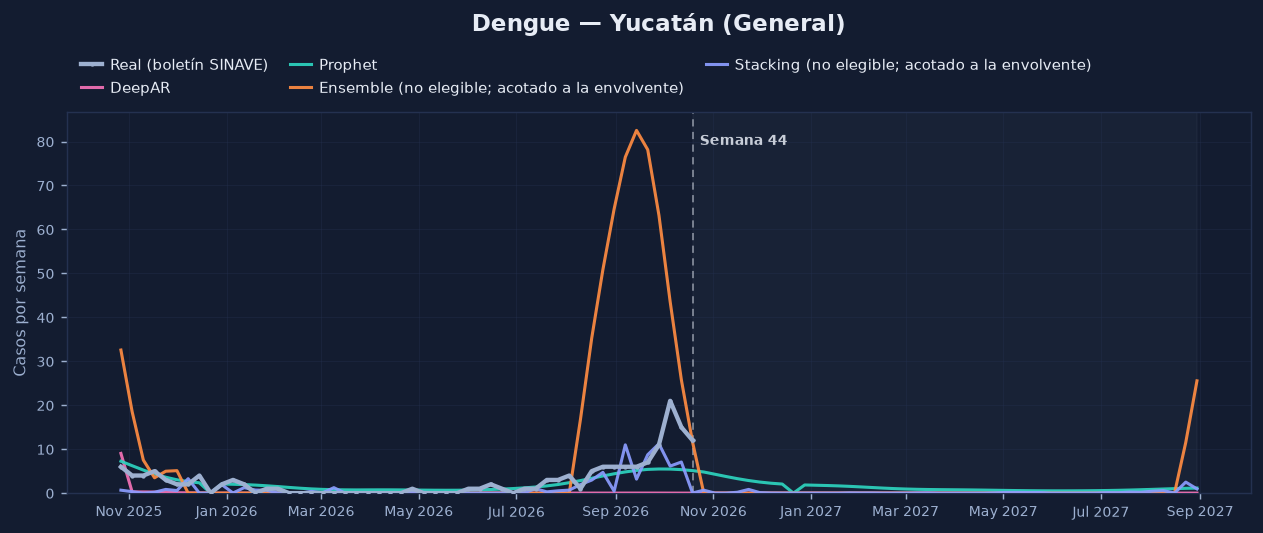 Dengue — Yucatán (General)
Real (boletín SINAVE)
Prophet
Stacking (no elegible; acotado a la envolvente)
DeepAR
Ensemble (no elegible; acotado a la envolvente)
Semana 44
Casos por semana
80
70
60
50
40
30
20
10
0
Nov 2025
Jan 2026
Mar 2026
May 2026
Jul 2026
Sep 2026
Nov 2026
Jan 2027
Mar 2027
May 2027
Jul 2027
Sep 2027